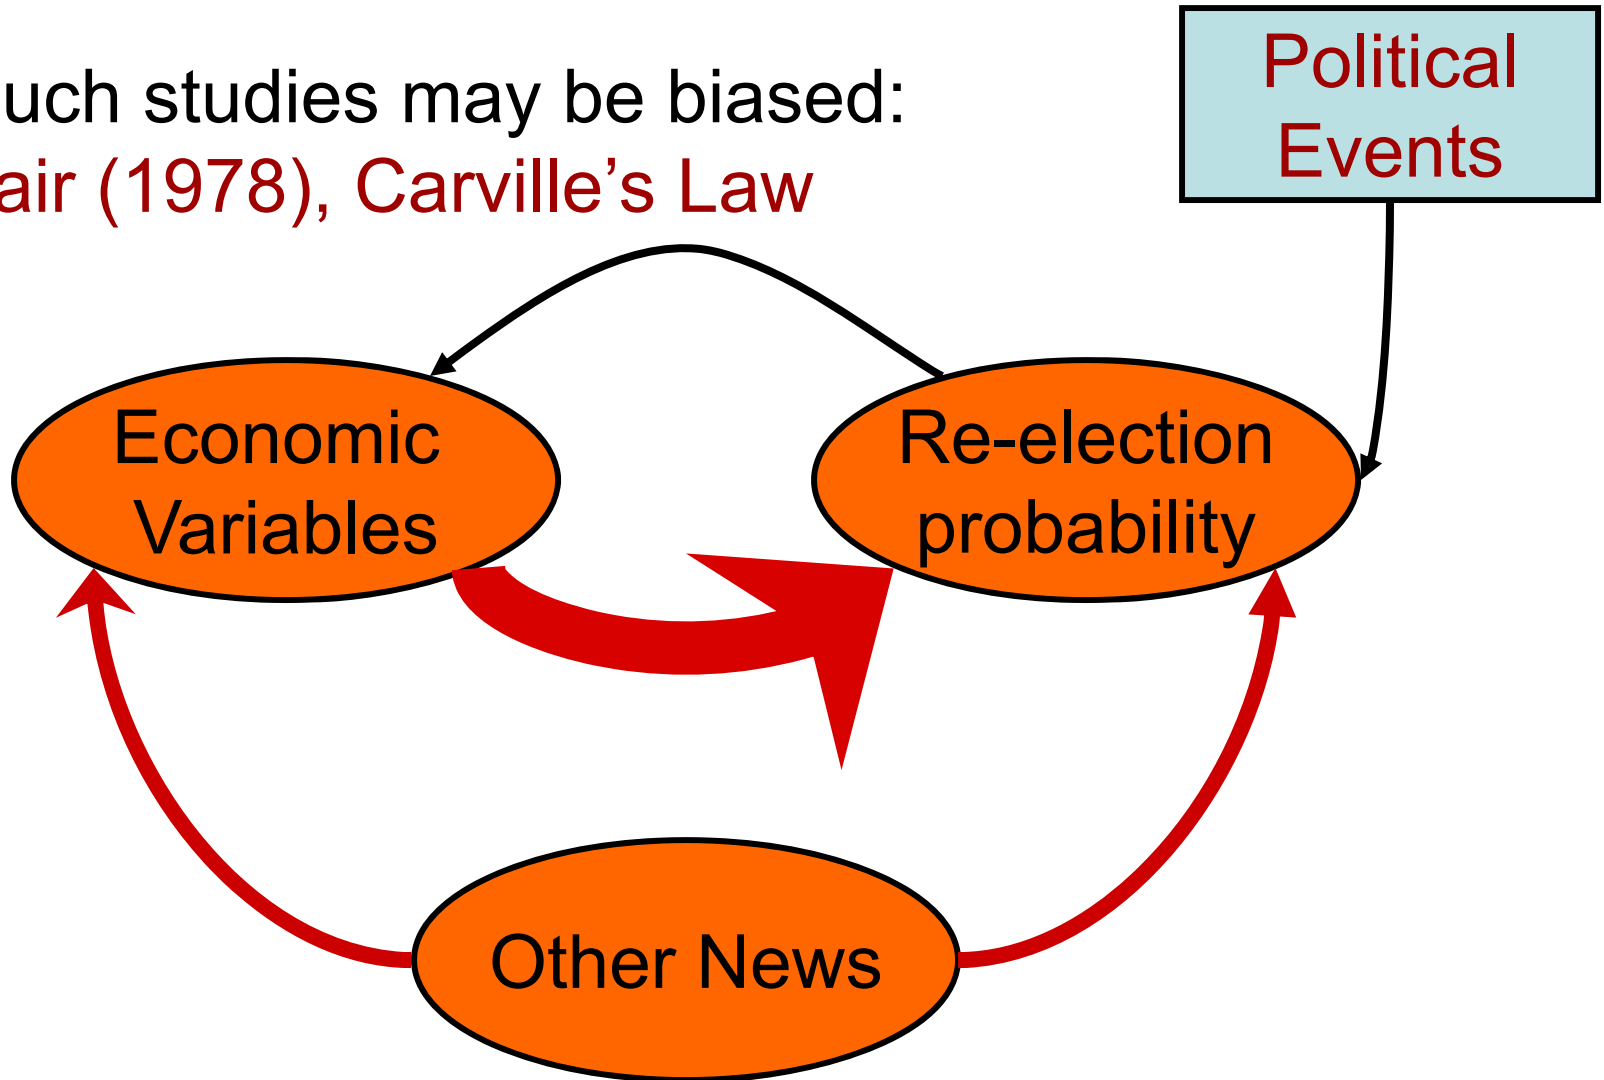 uch studies may be biased:
air (1978), Carville’s Law
Political
Events
Economic
Variables
Re-election
probability
Other News